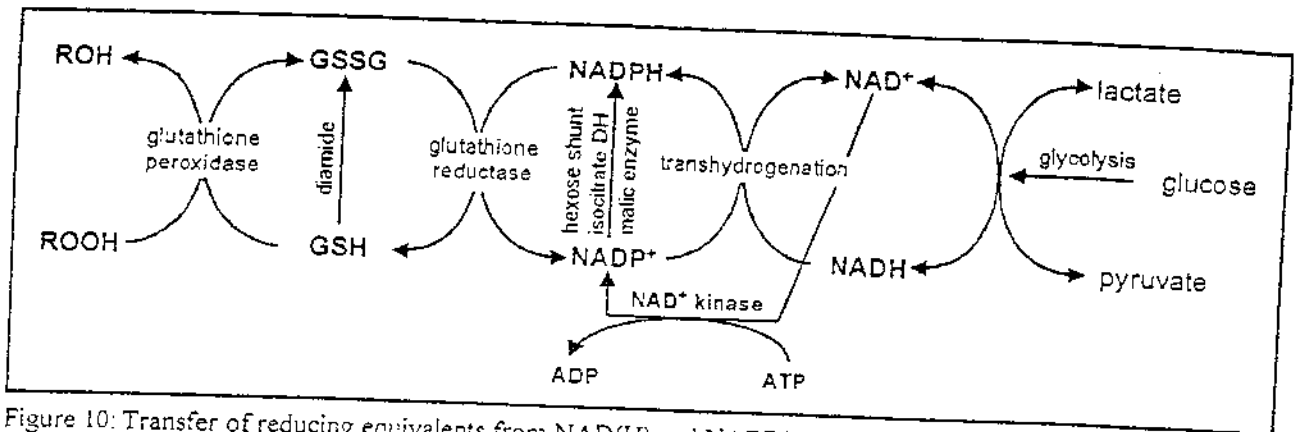 ROH
GSSG
NADPH
NAD⁺
lactate
glutathione
peroxidase
diamide
glutathione
reductase
hexose shunt
isocitrate DH
malic enzyme
transhydrogenation
glycolysis
glucose
ROOH
GSH
NADP⁺
NADH
pyruvate
NAD⁺ kinase
ADP
ATP
Figure 10: Transfer of reducing equivalents from NAD(H) and